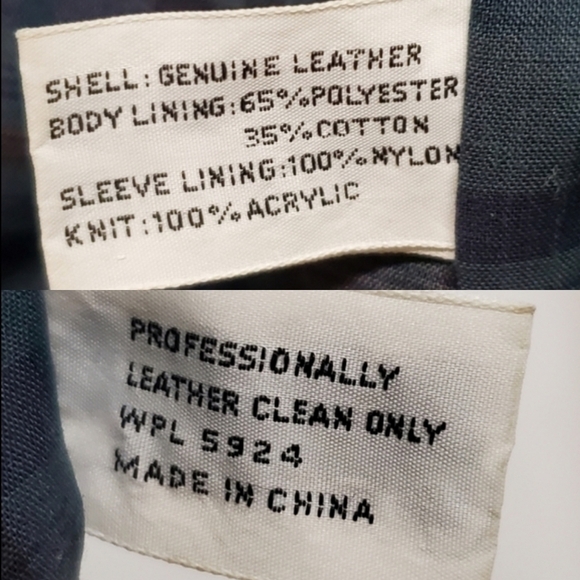 SHELL: GENUINE LEATHER
BODY LINING:65%POLYESTER
35%COTTON
SLEEVE LINING:100%NYLON
KNIT:100%ACRYLIC
PROFESSIONALLY
LEATHER CLEAN ONLY
WPL 5924
MADE IN CHINA